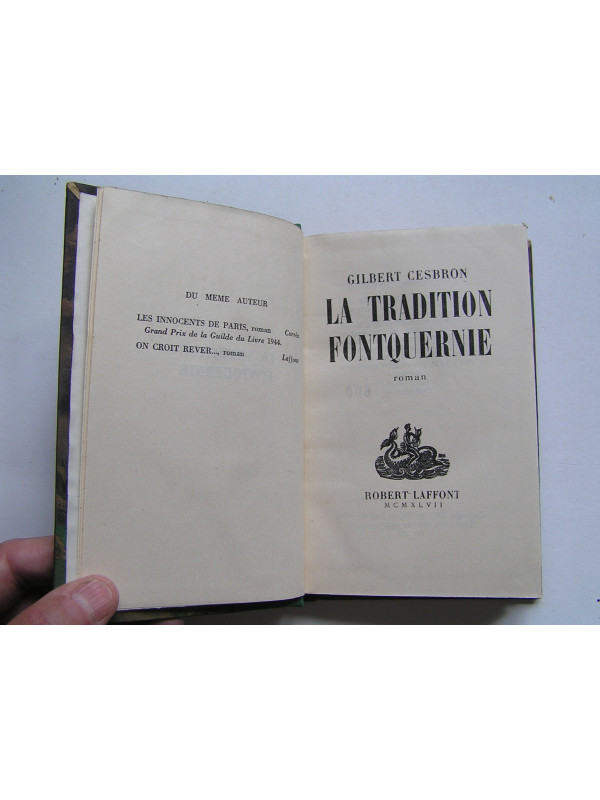 DU MEME AUTEUR
LES INNOCENTS DE PARIS, roman
Grand Prix de la Guilde du Livre 1944.
ON CROIT REVER..., roman
GILBERT CESBRON
LA TRADITION
FONTQUERNIE
roman
ROBERT LAFFONT
MCMXLVII